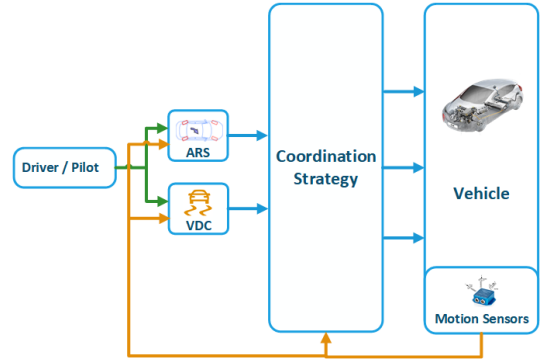 Driver / Pilot
ARS
VDC
Coordination
Strategy
Vehicle
Motion Sensors